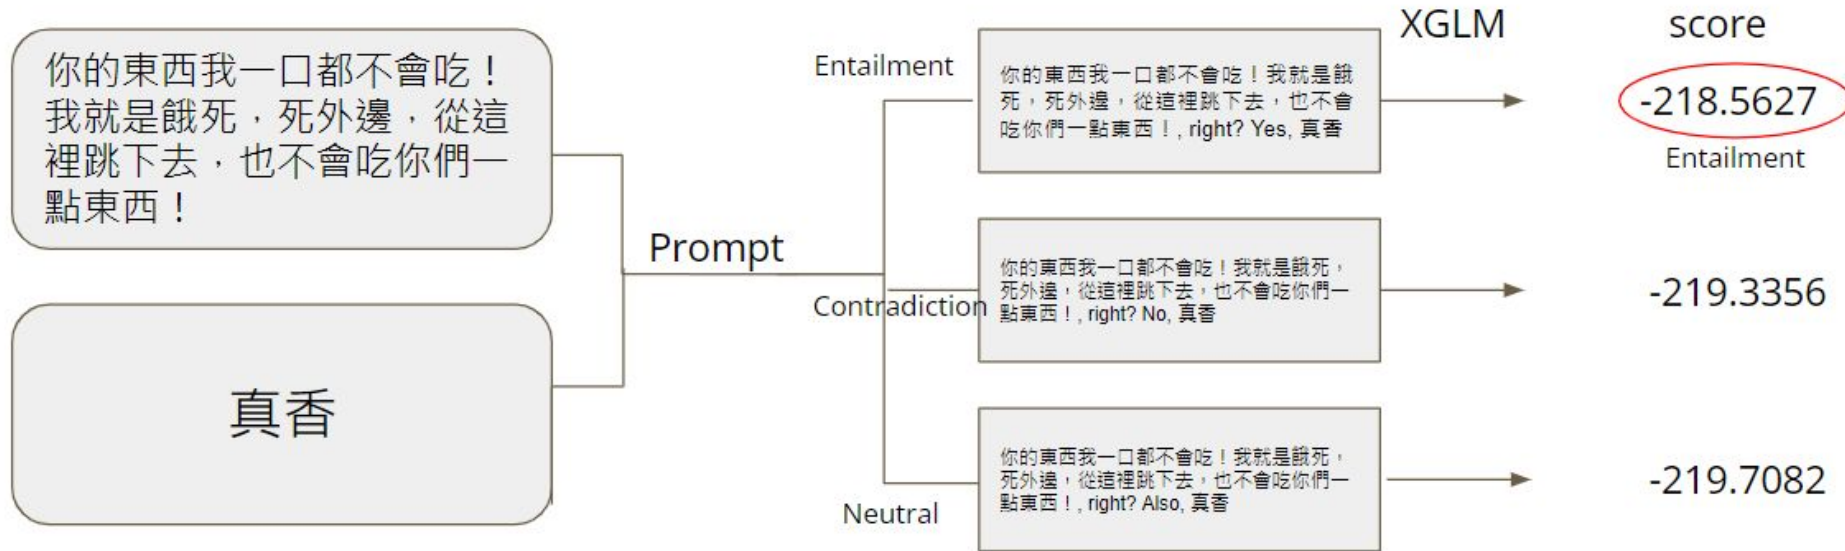 你的東西我一口都不會吃！
我就是餓死，死外邊，從這
裡跳下去，也不會吃你們一
點東西！
真香
Prompt
Entailment
你的東西我一口都不會吃！我就是餓
死，死外邊，從這裡跳下去，也不會
吃你們一點東西！, right? Yes, 真香
Contradiction
你的東西我一口都不會吃！我就是餓死，
死外邊，從這裡跳下去，也不會吃你們一
點東西！, right? No, 真香
Neutral
你的東西我一口都不會吃！我就是餓死，
死外邊，從這裡跳下去，也不會吃你們一
點東西！, right? Also, 真香
XGLM
score
-218.5627
Entailment
-219.3356
-219.7082